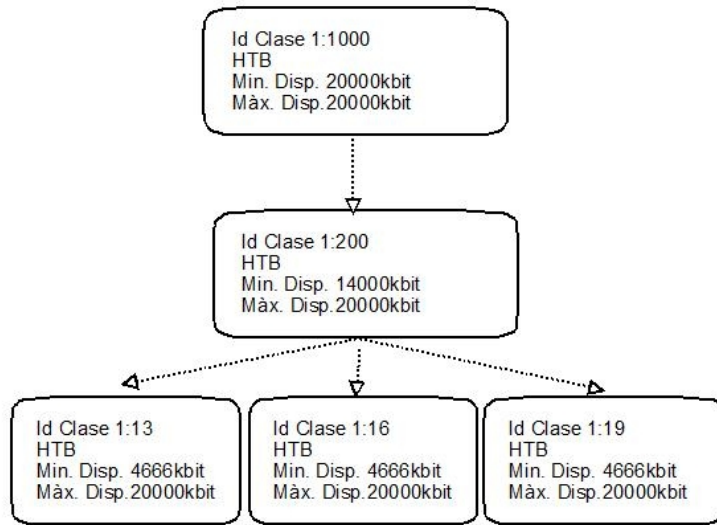 Id Clase 1:1000
HTB
Min. Disp. 20000kbit
Màx. Disp.20000kbit
Id Clase 1:200
HTB
Min. Disp. 14000kbit
Màx. Disp.20000kbit
Id Clase 1:13
HTB
Min. Disp. 4666kbit
Màx. Disp.20000kbit
Id Clase 1:16
HTB
Min. Disp. 4666kbit
Màx. Disp.20000kbit
Id Clase 1:19
HTB
Min. Disp. 4666kbit
Màx. Disp.20000kbit